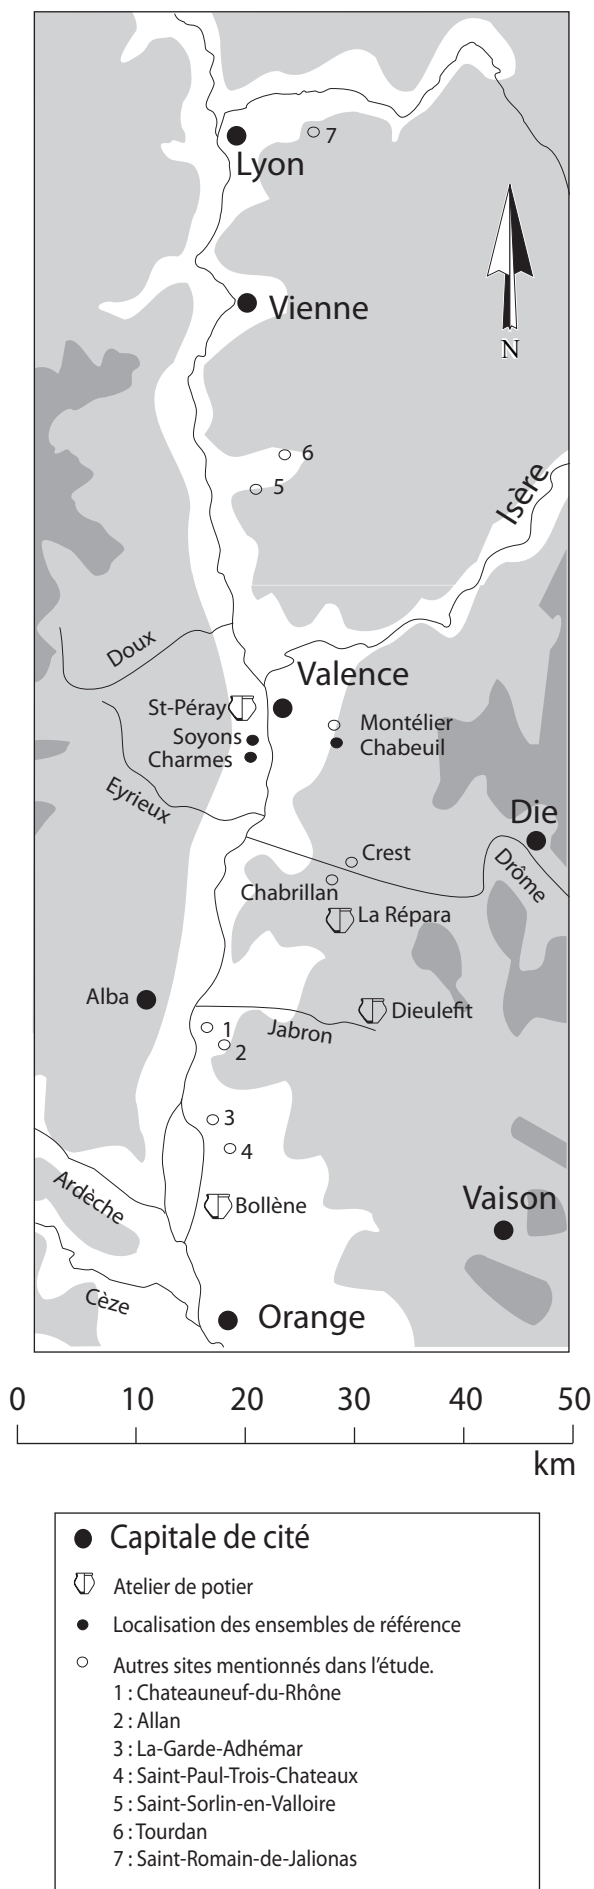 7
Lyon
Vienne
N
6
5
Isère
Doux
Valence
St-Péray
Montélier
Soyons
Chabeuil
Charmes
Eyrieux
Die
Crest
Drôme
Chabrillan
La Répara
Alba
Dieulefit
1
Jabron
2
3
4
Ardèche
Vaison
Bollène
Cèze
Orange
0 10 20 30 40 50
km
Capitale de cité
Atelier de potier
Localisation des ensembles de référence
Autres sites mentionnés dans l'étude.
1 : Chateauneuf-du-Rhône
2 : Allan
3 : La-Garde-Adhémar
4 : Saint-Paul-Trois-Chateaux
5 : Saint-Sorlin-en-Valloire
6 : Tourdan
7 : Saint-Romain-de-Jalionas